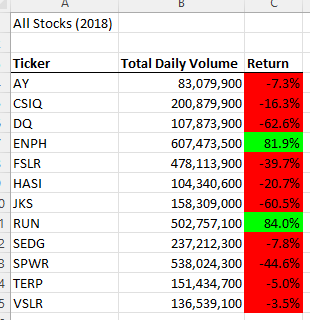 A B C
All Stocks (2018)
Ticker Total Daily Volume Return
AY 83,079,900 -7.3%
CSIQ 200,879,900 -16.3%
DQ 107,873,900 -62.6%
ENPH 607,473,500 81.9%
FSLR 478,113,900 -39.7%
HASI 104,340,600 -20.7%
JKS 158,309,000 -60.5%
RUN 502,757,100 84.0%
SEDG 237,212,300 -7.8%
SPWR 538,024,300 -44.6%
TERP 151,434,700 -5.0%
VSLR 136,539,100 -3.5%